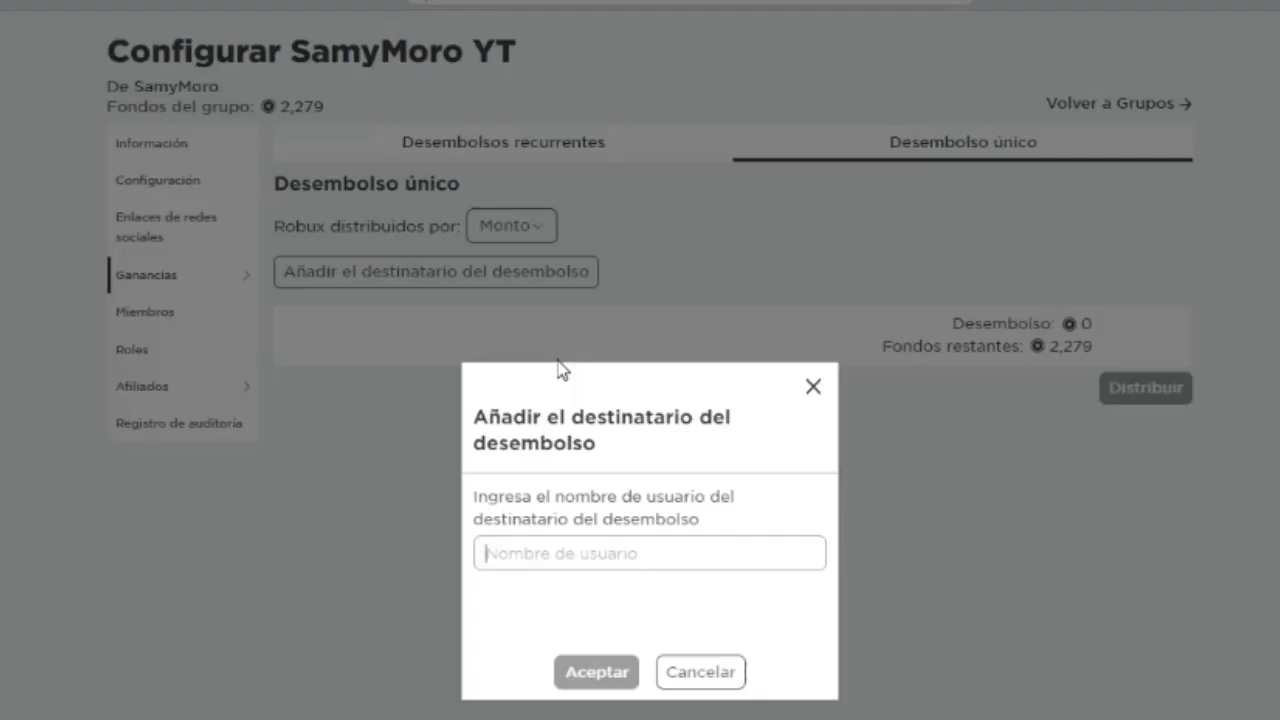 Configurar SamyMoro YT
De SamyMoro
Fondos del grupo: 2,279
Volver a Grupos →
Información
Configuración
Enlaces de redes
sociales
Ganancias
Miembros
Roles
Afiliados
Registro de auditoría
Desembolsos recurrentes
Desembolso único
Desembolso único
Robux distribuidos por: Monto
Añadir el destinatario del desembolso
Desembolso: 0
Fondos restantes: 2,279
Distribuir
Añadir el destinatario del
desembolso
Ingresa el nombre de usuario del
destinatario del desembolso
Nombre de usuario
Aceptar
Cancelar